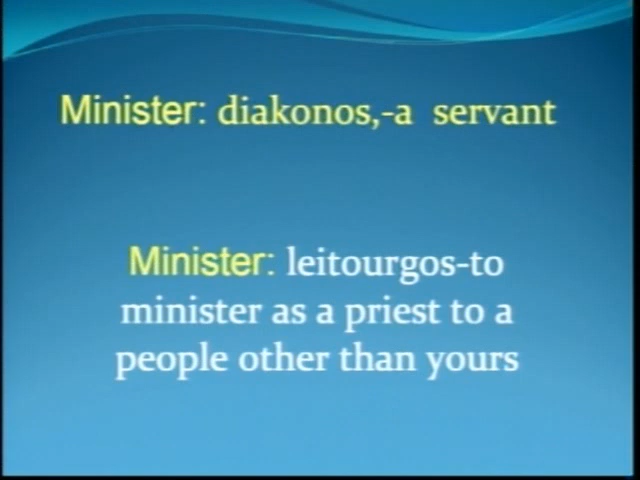 Minister: diakonos,-a servant
Minister: leitourgos-to
minister as a priest to a
people other than yours